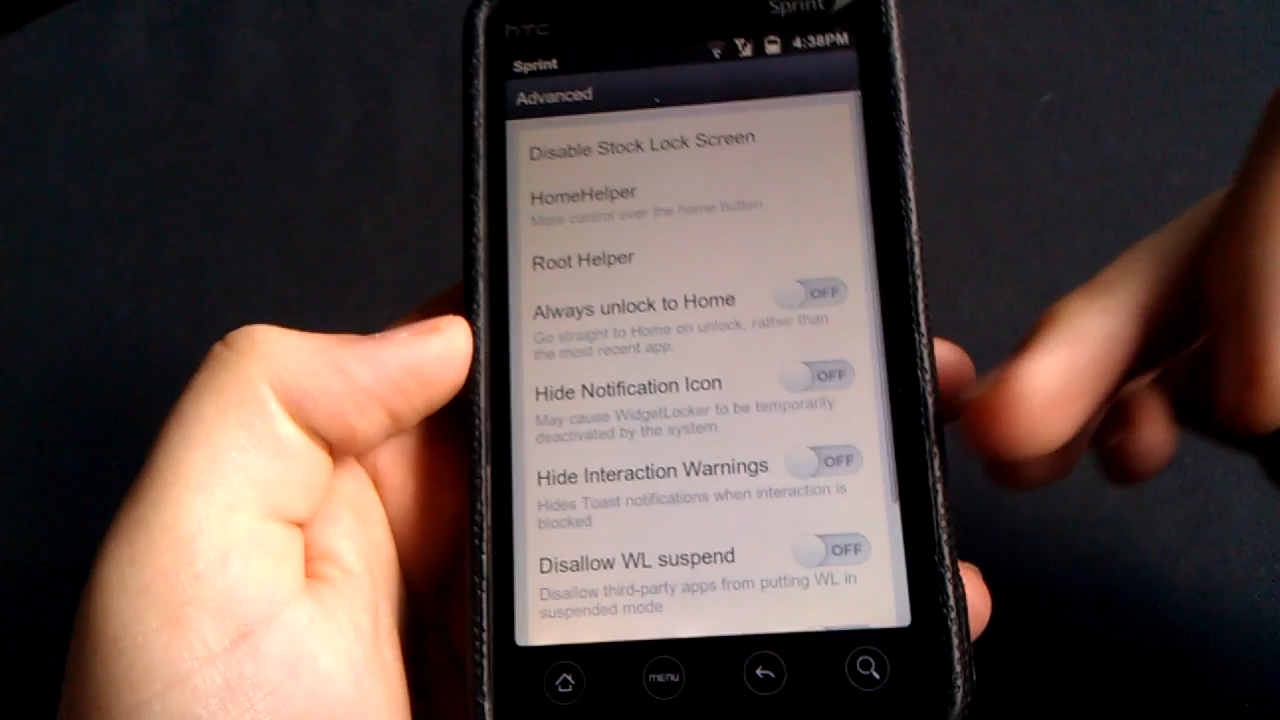 hTC
Sprint
Sprint
4:38PM
Advanced
Disable Stock Lock Screen
HomeHelper
More control over the home button
Root Helper
Always unlock to Home
OFF
Go straight to Home on unlock, rather than
the most recent app.
Hide Notification Icon
OFF
May cause WidgetLocker to be temporarily
deactivated by the system
Hide Interaction Warnings
OFF
Hides Toast notifications when interaction is
blocked
Disallow WL suspend
OFF
Disallow third-party apps from putting WL in
suspended mode
MENU